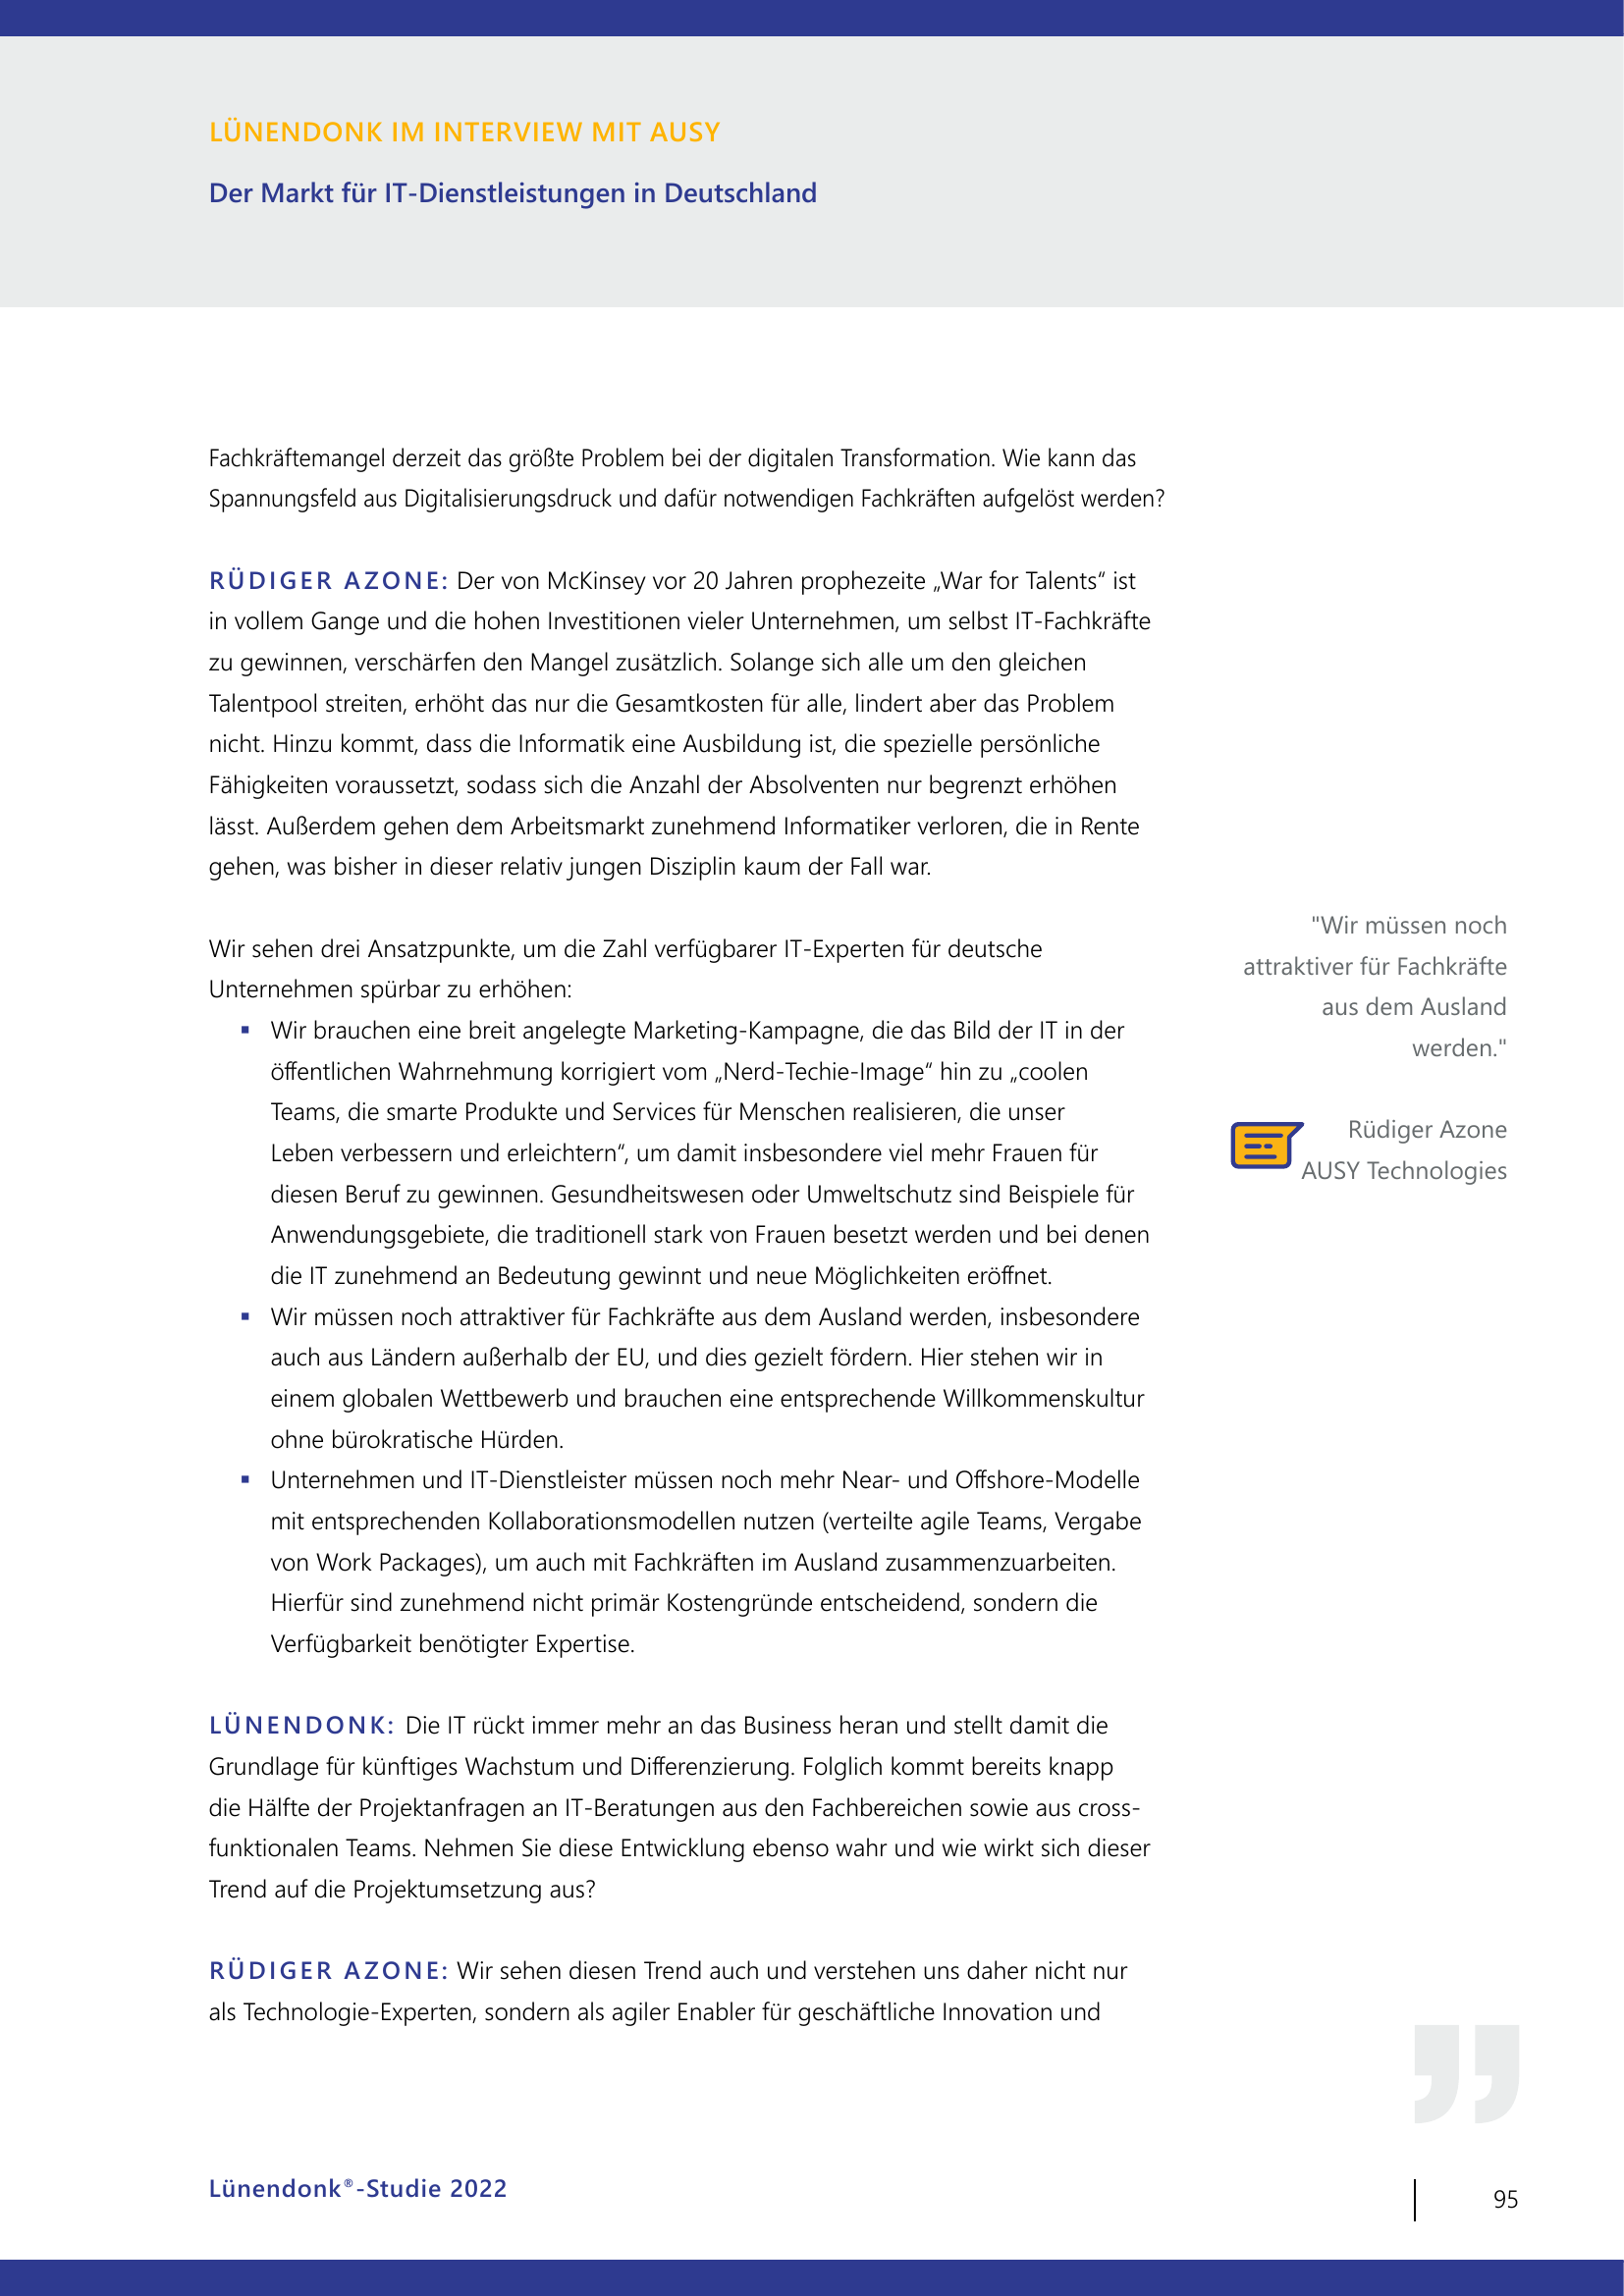 LÜNENDONK IM INTERVIEW MIT AUSY
Der Markt für IT-Dienstleistungen in Deutschland
Fachkräftemangel derzeit das größte Problem bei der digitalen Transformation. Wie kann das
Spannungsfeld aus Digitalisierungsdruck und dafür notwendigen Fachkräften aufgelöst werden?
RÜDIGER AZONE: Der von McKinsey vor 20 Jahren prophezeite „War for Talents“ ist
in vollem Gange und die hohen Investitionen vieler Unternehmen, um selbst IT-Fachkräfte
zu gewinnen, verschärfen den Mangel zusätzlich. Solange sich alle um den gleichen
Talentpool streiten, erhöht das nur die Gesamtkosten für alle, lindert aber das Problem
nicht. Hinzu kommt, dass die Informatik eine Ausbildung ist, die spezielle persönliche
Fähigkeiten voraussetzt, sodass sich die Anzahl der Absolventen nur begrenzt erhöhen
lässt. Außerdem gehen dem Arbeitsmarkt zunehmend Informatiker verloren, die in Rente
gehen, was bisher in dieser relativ jungen Disziplin kaum der Fall war.
Wir sehen drei Ansatzpunkte, um die Zahl verfügbarer IT-Experten für deutsche
Unternehmen spürbar zu erhöhen:
▪ Wir brauchen eine breit angelegte Marketing-Kampagne, die das Bild der IT in der
öffentlichen Wahrnehmung korrigiert vom „Nerd-Techie-Image“ hin zu „coolen
Teams, die smarte Produkte und Services für Menschen realisieren, die unser
Leben verbessern und erleichtern“, um damit insbesondere viel mehr Frauen für
diesen Beruf zu gewinnen. Gesundheitswesen oder Umweltschutz sind Beispiele für
Anwendungsgebiete, die traditionell stark von Frauen besetzt werden und bei denen
die IT zunehmend an Bedeutung gewinnt und neue Möglichkeiten eröffnet.
▪ Wir müssen noch attraktiver für Fachkräfte aus dem Ausland werden, insbesondere
auch aus Ländern außerhalb der EU, und dies gezielt fördern. Hier stehen wir in
einem globalen Wettbewerb und brauchen eine entsprechende Willkommenskultur
ohne bürokratische Hürden.
▪ Unternehmen und IT-Dienstleister müssen noch mehr Near- und Offshore-Modelle
mit entsprechenden Kollaborationsmodellen nutzen (verteilte agile Teams, Vergabe
von Work Packages), um auch mit Fachkräften im Ausland zusammenzuarbeiten.
Hierfür sind zunehmend nicht primär Kostengründe entscheidend, sondern die
Verfügbarkeit benötigter Expertise.
LÜNENDONK: Die IT rückt immer mehr an das Business heran und stellt damit die
Grundlage für künftiges Wachstum und Differenzierung. Folglich kommt bereits knapp
die Hälfte der Projektanfragen an IT-Beratungen aus den Fachbereichen sowie aus cross-
funktionalen Teams. Nehmen Sie diese Entwicklung ebenso wahr und wie wirkt sich dieser
Trend auf die Projektumsetzung aus?
RÜDIGER AZONE: Wir sehen diesen Trend auch und verstehen uns daher nicht nur
als Technologie-Experten, sondern als agiler Enabler für geschäftliche Innovation und
"Wir müssen noch
attraktiver für Fachkräfte
aus dem Ausland
werden."
Rüdiger Azone
AUSY Technologies
”
Lünendonk®-Studie 2022
95